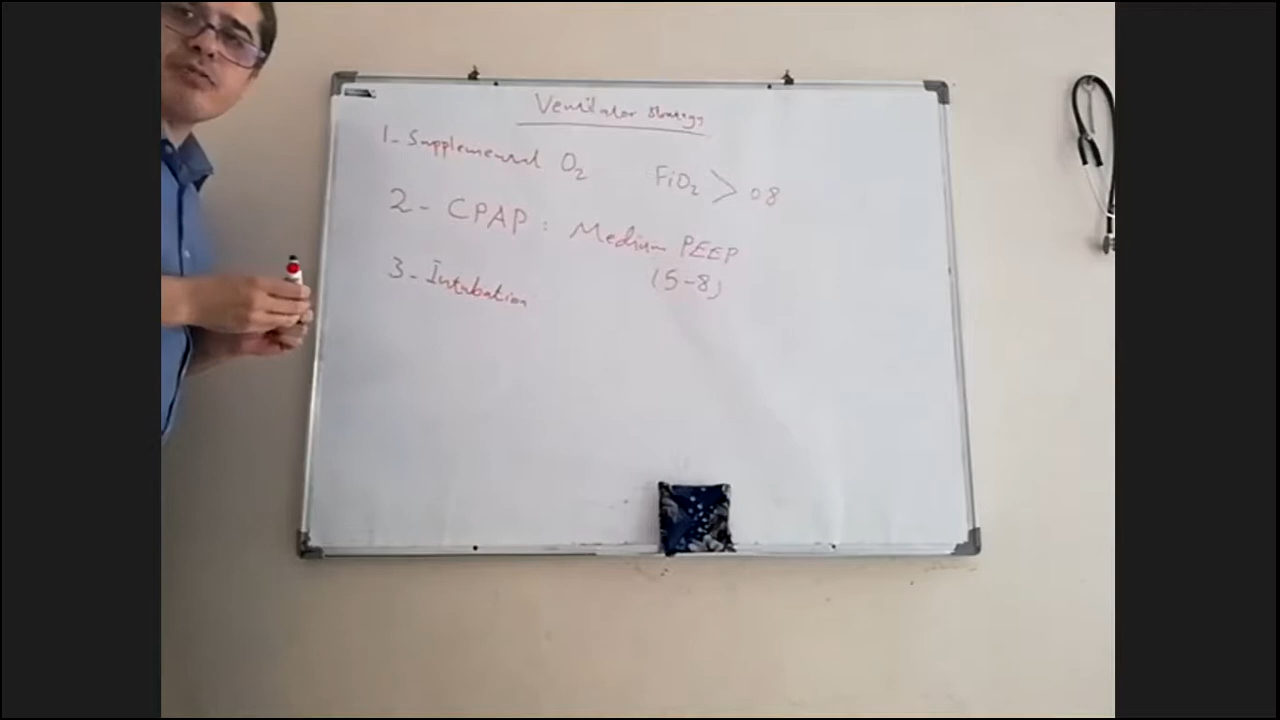 Ventilator Strategy
1- Supplemental O2 FiO2 > 0.8
2- CPAP : Medium PEEP
(5-8)
3- Intubation